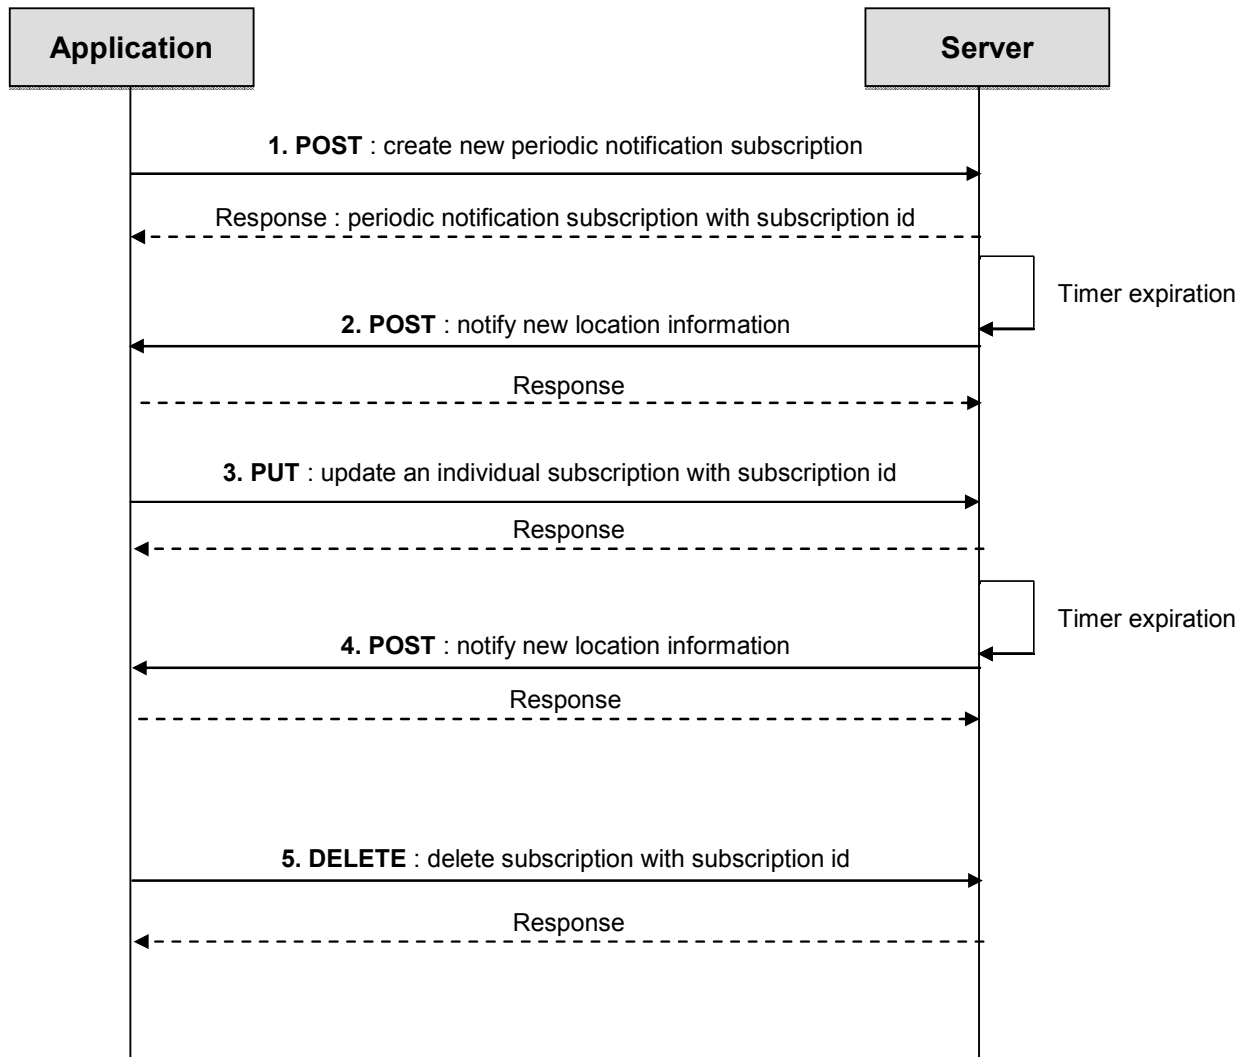 Application
Server
1. POST : create new periodic notification subscription
Response : periodic notification subscription with subscription id
Timer expiration
2. POST : notify new location information
Response
3. PUT : update an individual subscription with subscription id
Response
Timer expiration
4. POST : notify new location information
Response
5. DELETE : delete subscription with subscription id
Response